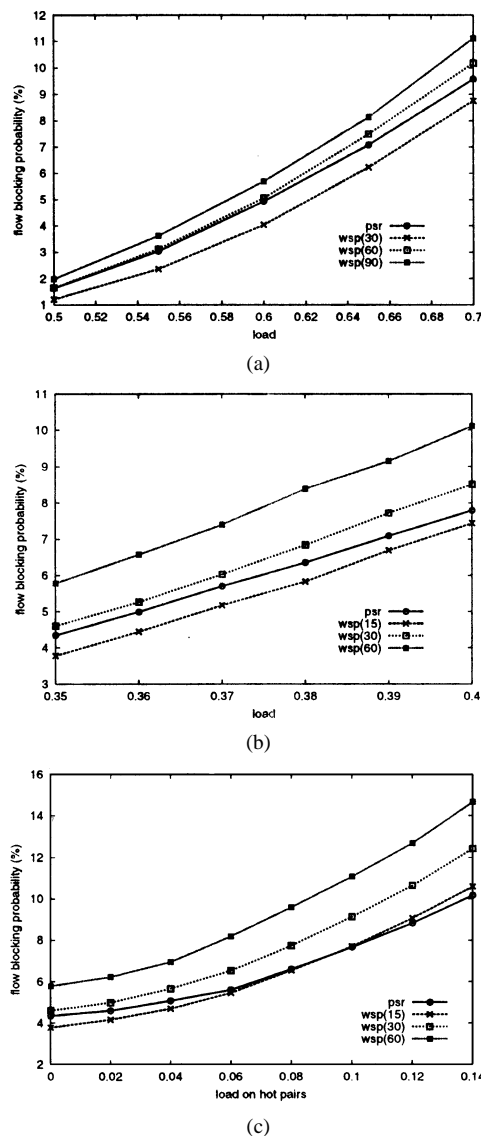 12
11
10
9
8
7
6
5
4
3
2
1
flow blocking probability (%)
psr
wsp(30)
wsp(60)
wsp(90)
0.5 0.52 0.54 0.56 0.58 0.6 0.62 0.64 0.66 0.68 0.7
load
(a)
11
10
9
8
7
6
5
4
3
flow blocking probability (%)
psr
wsp(15)
wsp(30)
wsp(60)
0.35 0.36 0.37 0.38 0.39 0.4
load
(b)
16
14
12
10
8
6
4
2
flow blocking probability (%)
psr
wsp(15)
wsp(30)
wsp(60)
0 0.02 0.04 0.06 0.08 0.1 0.12 0.14
load on hot pairs
(c)